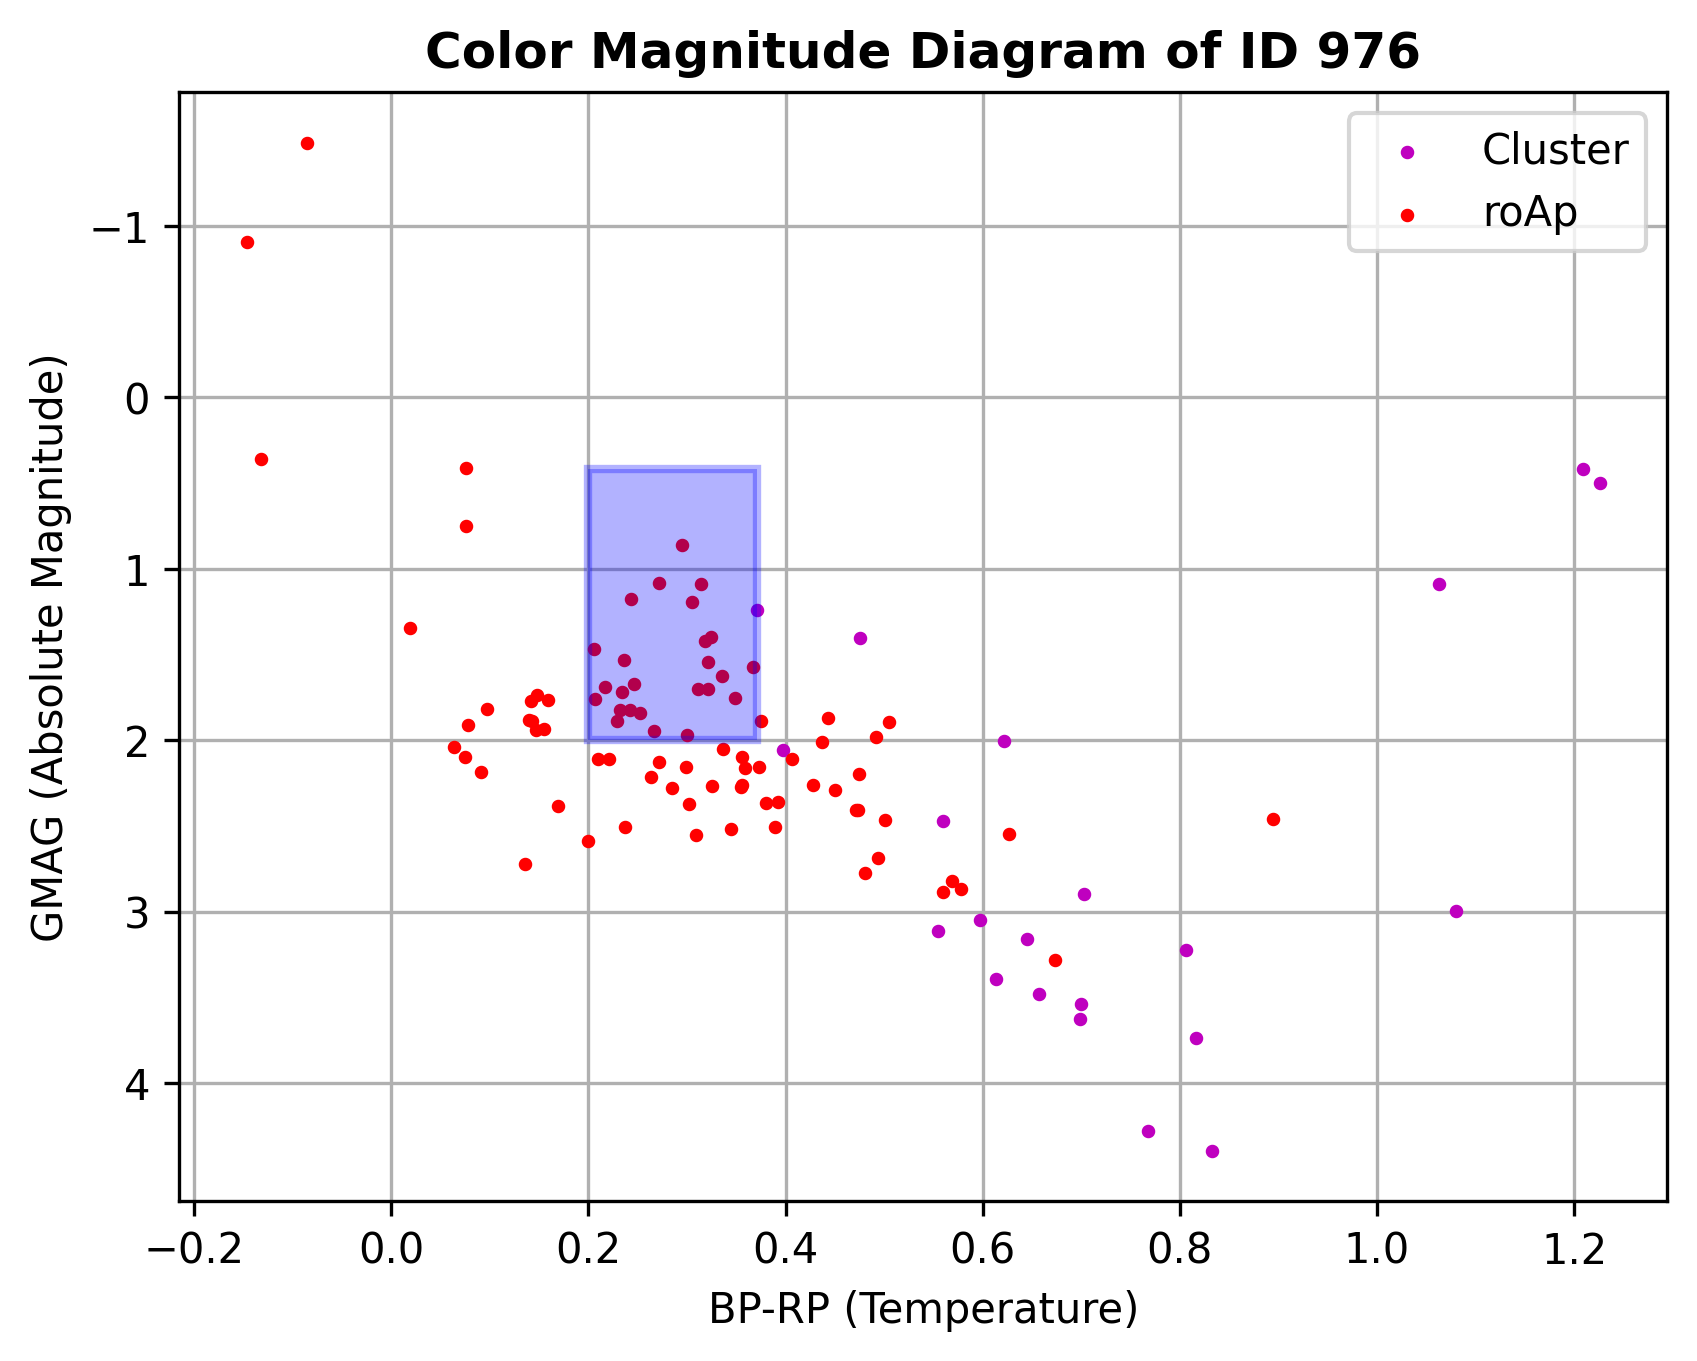 Color Magnitude Diagram of ID 976
Cluster
roAp
−1
0
1
2
3
4
GMAG (Absolute Magnitude)
−0.2 0.0 0.2 0.4 0.6 0.8 1.0 1.2
BP-RP (Temperature)